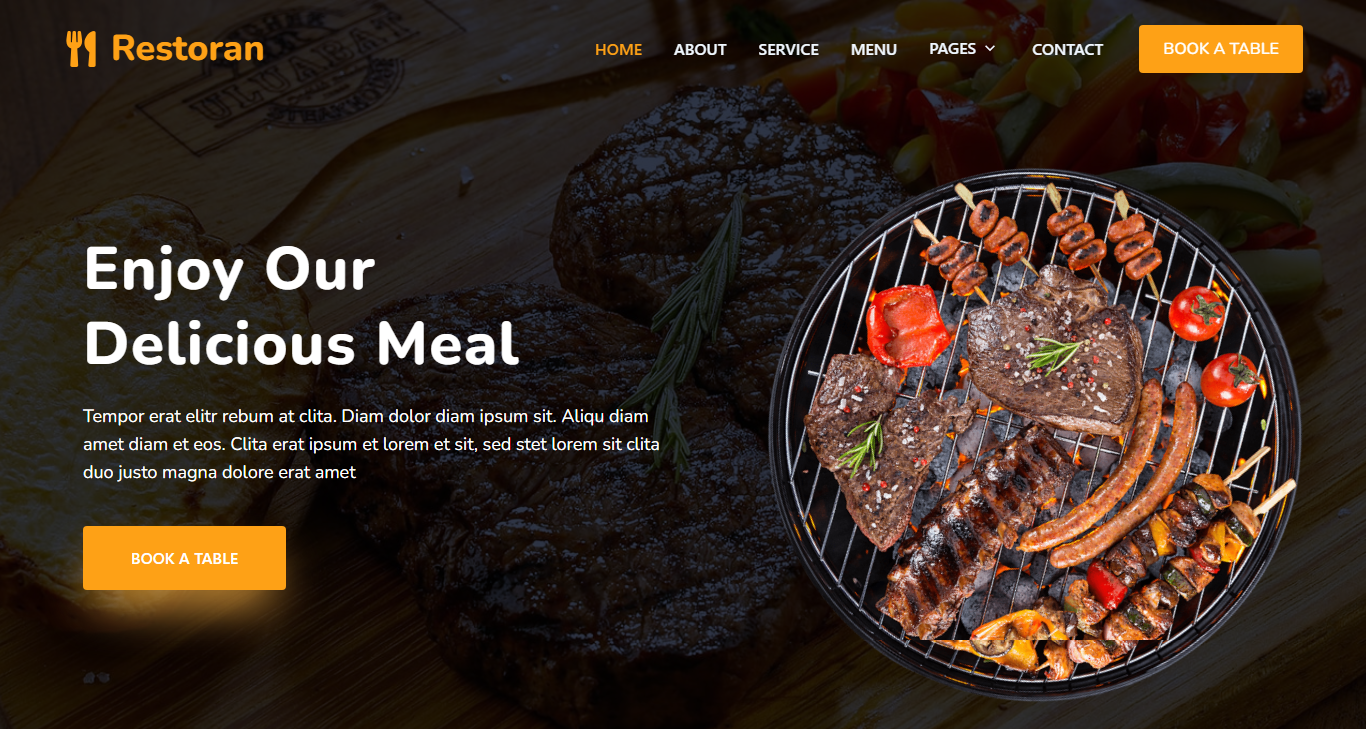 Restoran
HOME ABOUT SERVICE MENU PAGES CONTACT BOOK A TABLE
Enjoy Our
Delicious Meal
Tempor erat elitr rebum at clita. Diam dolor diam ipsum sit. Aliqu diam
amet diam et eos. Clita erat ipsum et lorem et sit, sed stet lorem sit clita
duo justo magna dolore erat amet
BOOK A TABLE